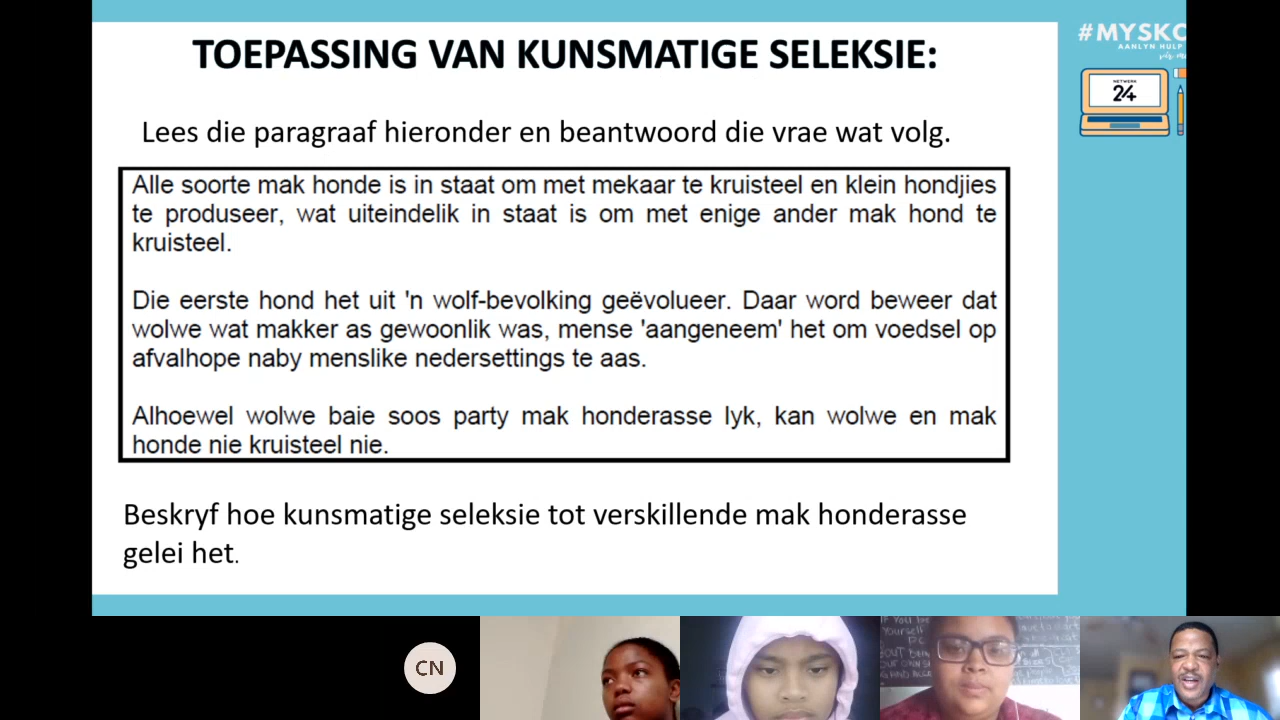 TOEPASSING VAN KUNSMATIGE SELEKSIE:
#MYSKO
AANLYN HULP
NETWERK
24
Lees die paragraaf hieronder en beantwoord die vrae wat volg.
Alle soorte mak honde is in staat om met mekaar te kruisteel en klein hondjies
te produseer, wat uiteindelik in staat is om met enige ander mak hond te
kruisteel.
Die eerste hond het uit 'n wolf-bevolking geëvolueer. Daar word beweer dat
wolwe wat makker as gewoonlik was, mense 'aangeneem' het om voedsel op
afvalhope naby menslike nedersettings te aas.
Alhoewel wolwe baie soos party mak honderasse lyk, kan wolwe en mak
honde nie kruisteel nie.
Beskryf hoe kunsmatige seleksie tot verskillende mak honderasse
gelei het.
CN